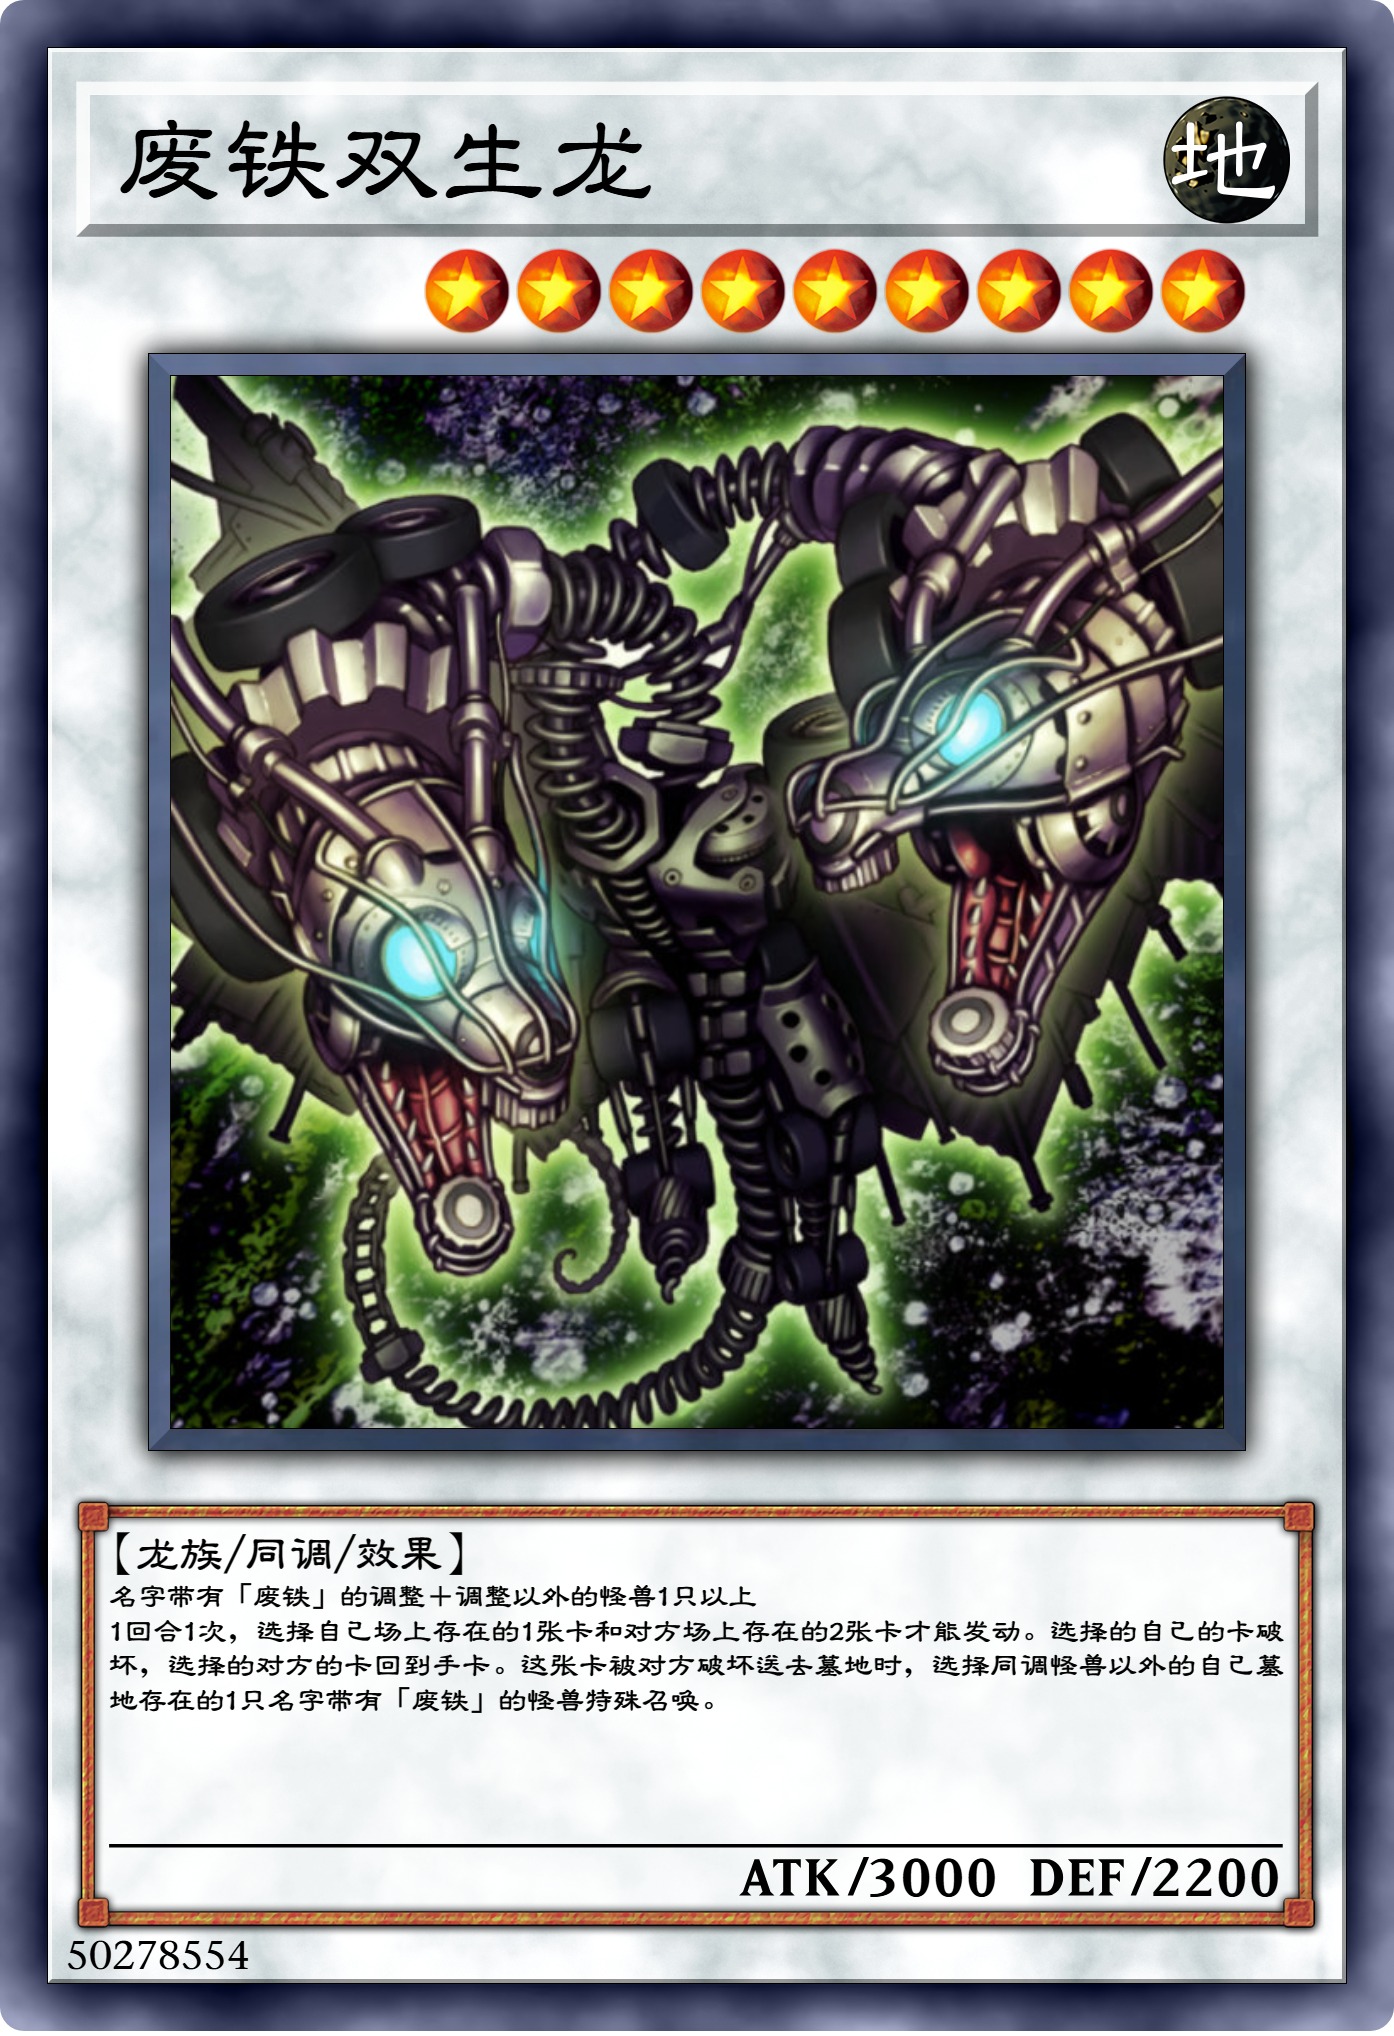 废铁双生龙
地
【龙族/同调/效果】
名字带有「废铁」的调整＋调整以外的怪兽1只以上
1回合1次，选择自己场上存在的1张卡和对方场上存在的2张卡才能发动。选择的自己的卡破
坏，选择的对方的卡回到手卡。这张卡被对方破坏送去墓地时，选择同调怪兽以外的自己墓
地存在的1只名字带有「废铁」的怪兽特殊召唤。
ATK/3000 DEF/2200
50278554